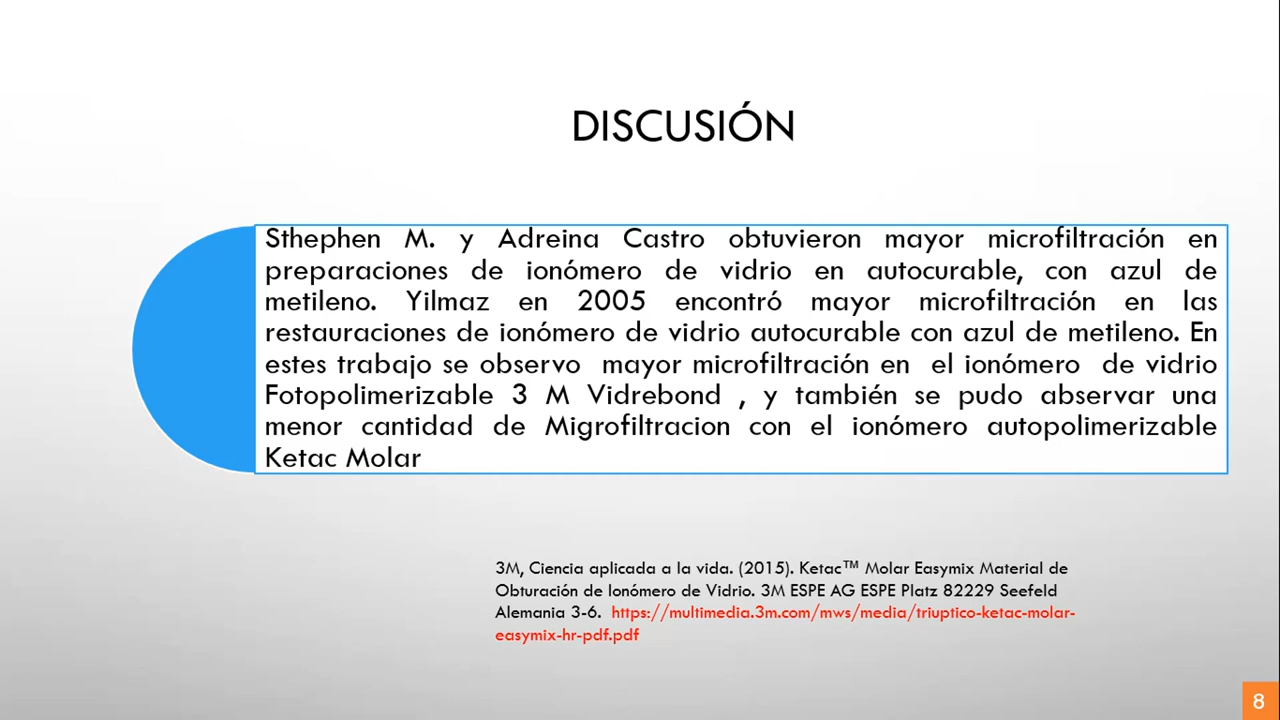 DISCUSIÓN
Sthephen M. y Adreina Castro obtuvieron mayor microfiltración en
preparaciones de ionómero de vidrio en autocurable, con azul de
metileno. Yilmaz en 2005 encontró mayor microfiltración en las
restauraciones de ionómero de vidrio autocurable con azul de metileno. En
estes trabajo se observo mayor microfiltración en el ionómero de vidrio
Fotopolimerizable 3 M Vidrebond , y también se pudo abservar una
menor cantidad de Migrofiltracion con el ionómero autopolimerizable
Ketac Molar
3M, Ciencia aplicada a la vida. (2015). Ketac™ Molar Easymix Material de
Obturación de Ionómero de Vidrio. 3M ESPE AG ESPE Platz 82229 Seefeld
Alemania 3-6. https://multimedia.3m.com/mws/media/triuptico-ketac-molar-
easymix-hr-pdf.pdf
8